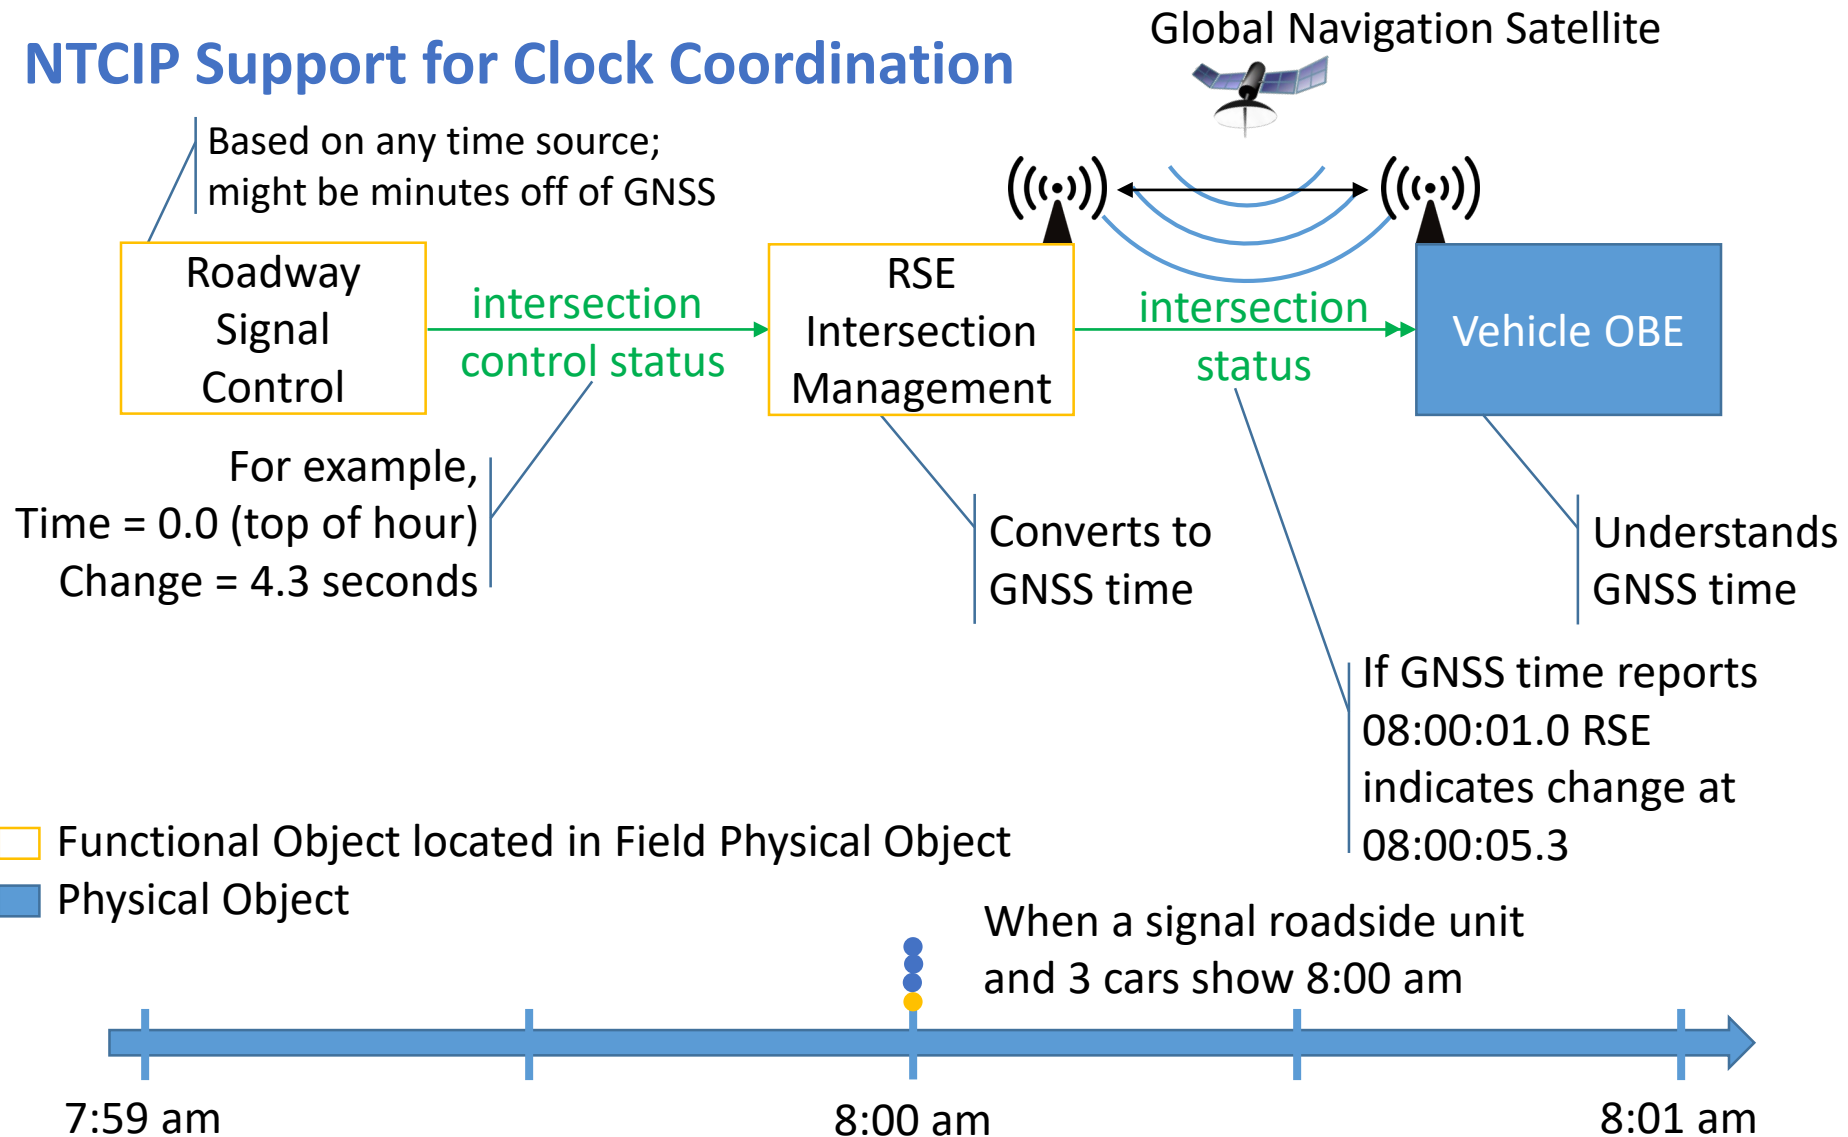 Global Navigation Satellite
NTCIP Support for Clock Coordination
Based on any time source;
might be minutes off of GNSS
Roadway
Signal
Control
intersection
control status
RSE
Intersection
Management
intersection
status
Vehicle OBE
For example,
Time = 0.0 (top of hour)
Change = 4.3 seconds
Converts to
GNSS time
Understands
GNSS time
If GNSS time reports
08:00:01.0 RSE
indicates change at
08:00:05.3
Functional Object located in Field Physical Object
Physical Object
When a signal roadside unit
and 3 cars show 8:00 am
7:59 am
8:00 am
8:01 am